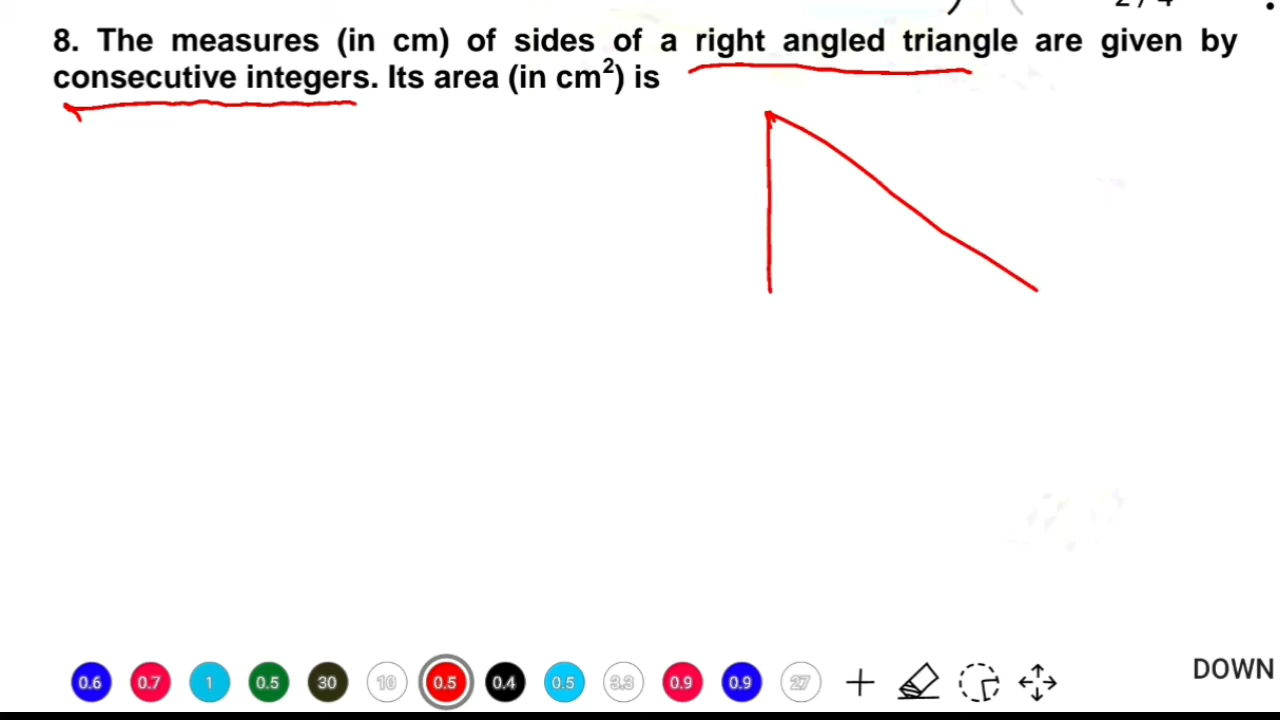 8. The measures (in cm) of sides of a right angled triangle are given by
consecutive integers. Its area (in cm²) is
0.6 0.7 1 0.5 30 10 0.5 0.4 0.5 3.3 0.9 0.9 27
DOWN